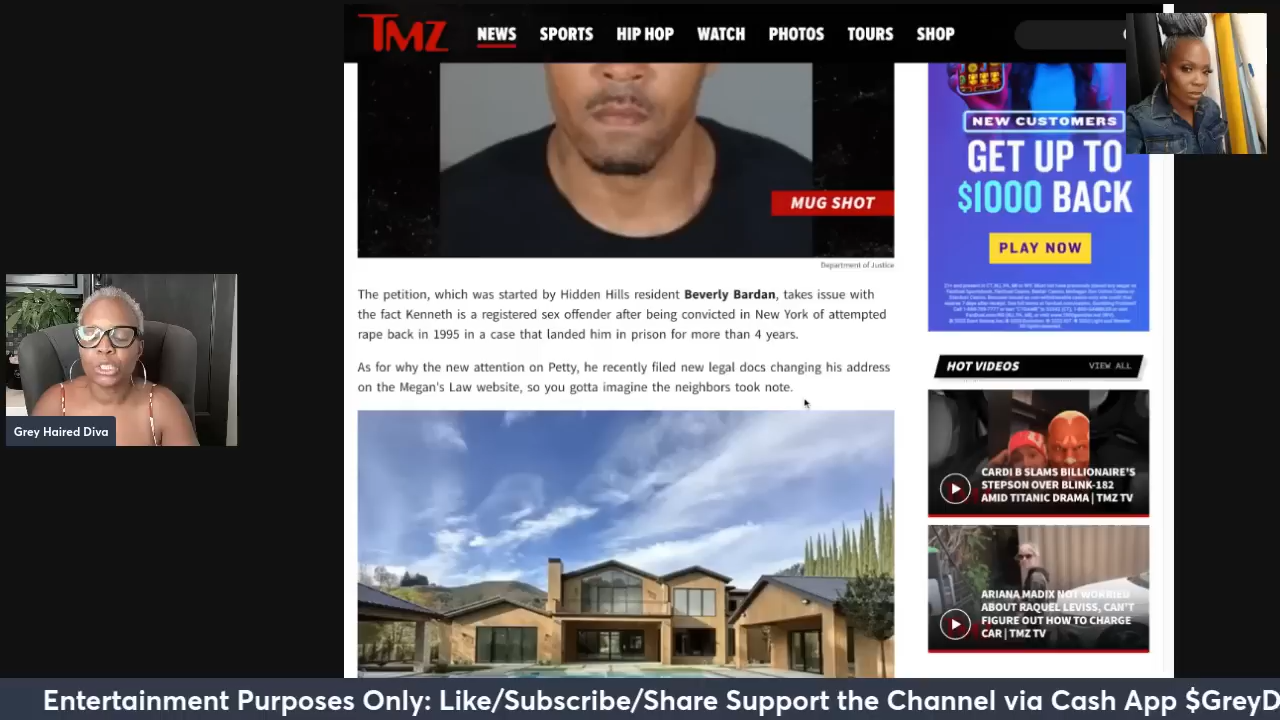 TMZ
NEWS SPORTS HIP HOP WATCH PHOTOS TOURS SHOP
MUG SHOT
Department of Justice
The petition, which was started by Hidden Hills resident Beverly Bardan, takes issue with
the fact Kenneth is a registered sex offender after being convicted in New York of attempted
rape back in 1995 in a case that landed him in prison for more than 4 years.
As for why the new attention on Petty, he recently filed new legal docs changing his address
on the Megan's Law website, so you gotta imagine the neighbors took note.
NEW CUSTOMERS
GET UP TO
$1000 BACK
PLAY NOW
HOT VIDEOS VIEW ALL
CARDI B SLAMS BILLIONAIRE'S
STEPSON OVER BLINK-182
AMID TITANIC DRAMA | TMZ TV
ARIANA MADIX NOT WORRIED
ABOUT RAQUEL LEVISS, CAN'T
FIGURE OUT HOW TO CHARGE
CAR | TMZ TV
Grey Haired Diva
Entertainment Purposes Only: Like/Subscribe/Share Support the Channel via Cash App $GreyD